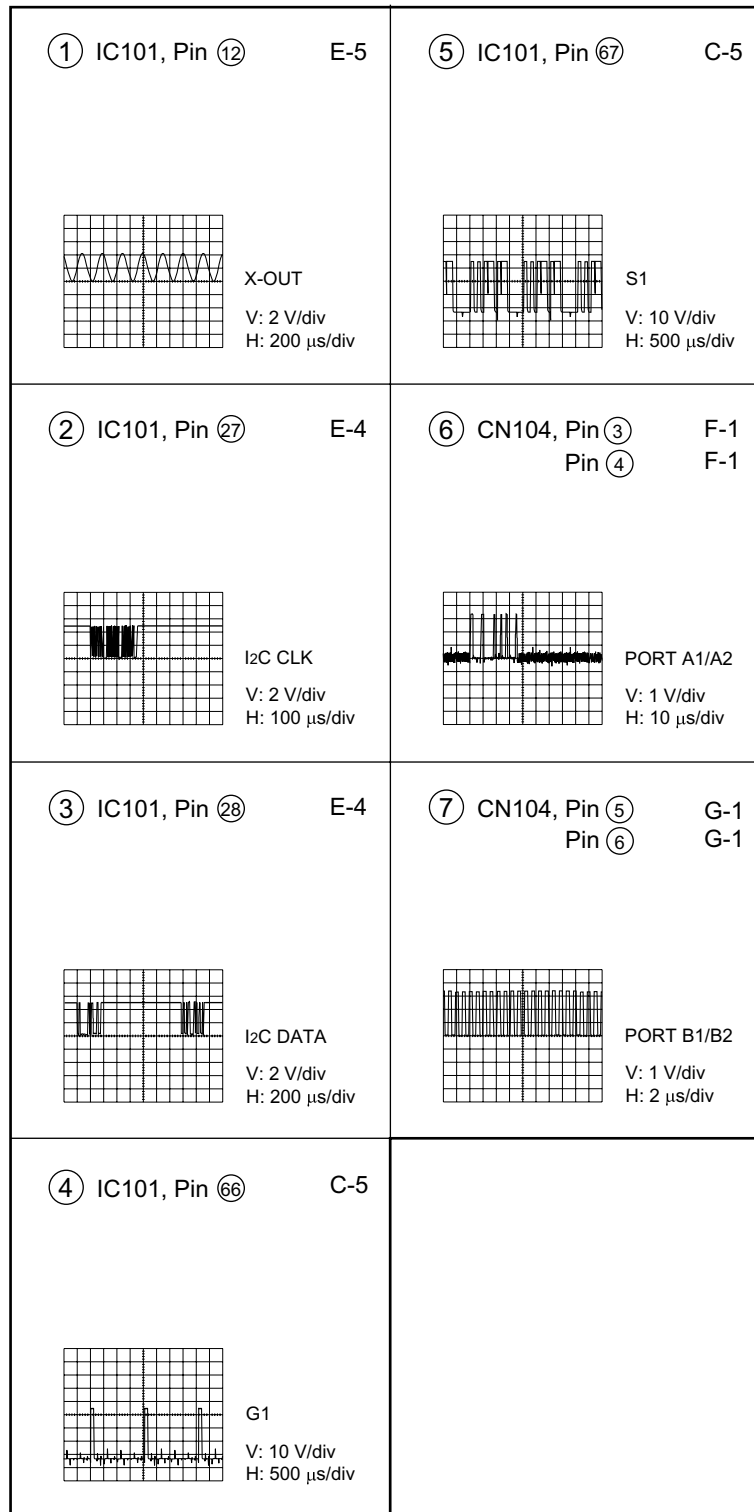 ① IC101, Pin ⑫ E-5
X-OUT
V: 2 V/div
H: 200 μs/div
② IC101, Pin ㉗ E-4
I2C CLK
V: 2 V/div
H: 100 μs/div
③ IC101, Pin ㉘ E-4
I2C DATA
V: 2 V/div
H: 200 μs/div
④ IC101, Pin 66 C-5
G1
V: 10 V/div
H: 500 μs/div
⑤ IC101, Pin 67 C-5
S1
V: 10 V/div
H: 500 μs/div
⑥ CN104, Pin ③ F-1
Pin ④ F-1
PORT A1/A2
V: 1 V/div
H: 10 μs/div
⑦ CN104, Pin ⑤ G-1
Pin ⑥ G-1
PORT B1/B2
V: 1 V/div
H: 2 μs/div